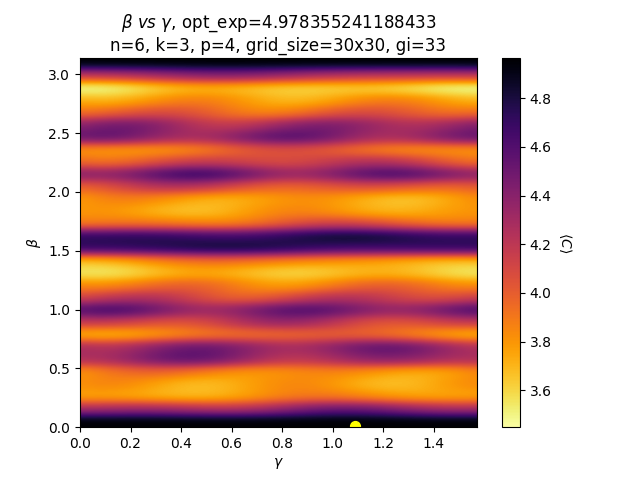 β vs γ, opt_exp=4.978355241188433
n=6, k=3, p=4, grid_size=30x30, gi=33
3.0
2.5
2.0
1.5
1.0
0.5
0.0
β
0.0 0.2 0.4 0.6 0.8 1.0 1.2 1.4
γ
4.8
4.6
4.4
4.2
4.0
3.8
3.6
⟨C⟩